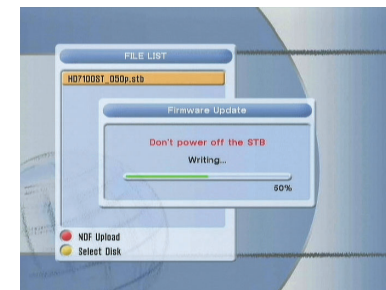 FILE LIST
HD7100ST_050p.stb
Firmware Update
Don't power off the STB
Writing...
50%
NDF Upload
Select Disk